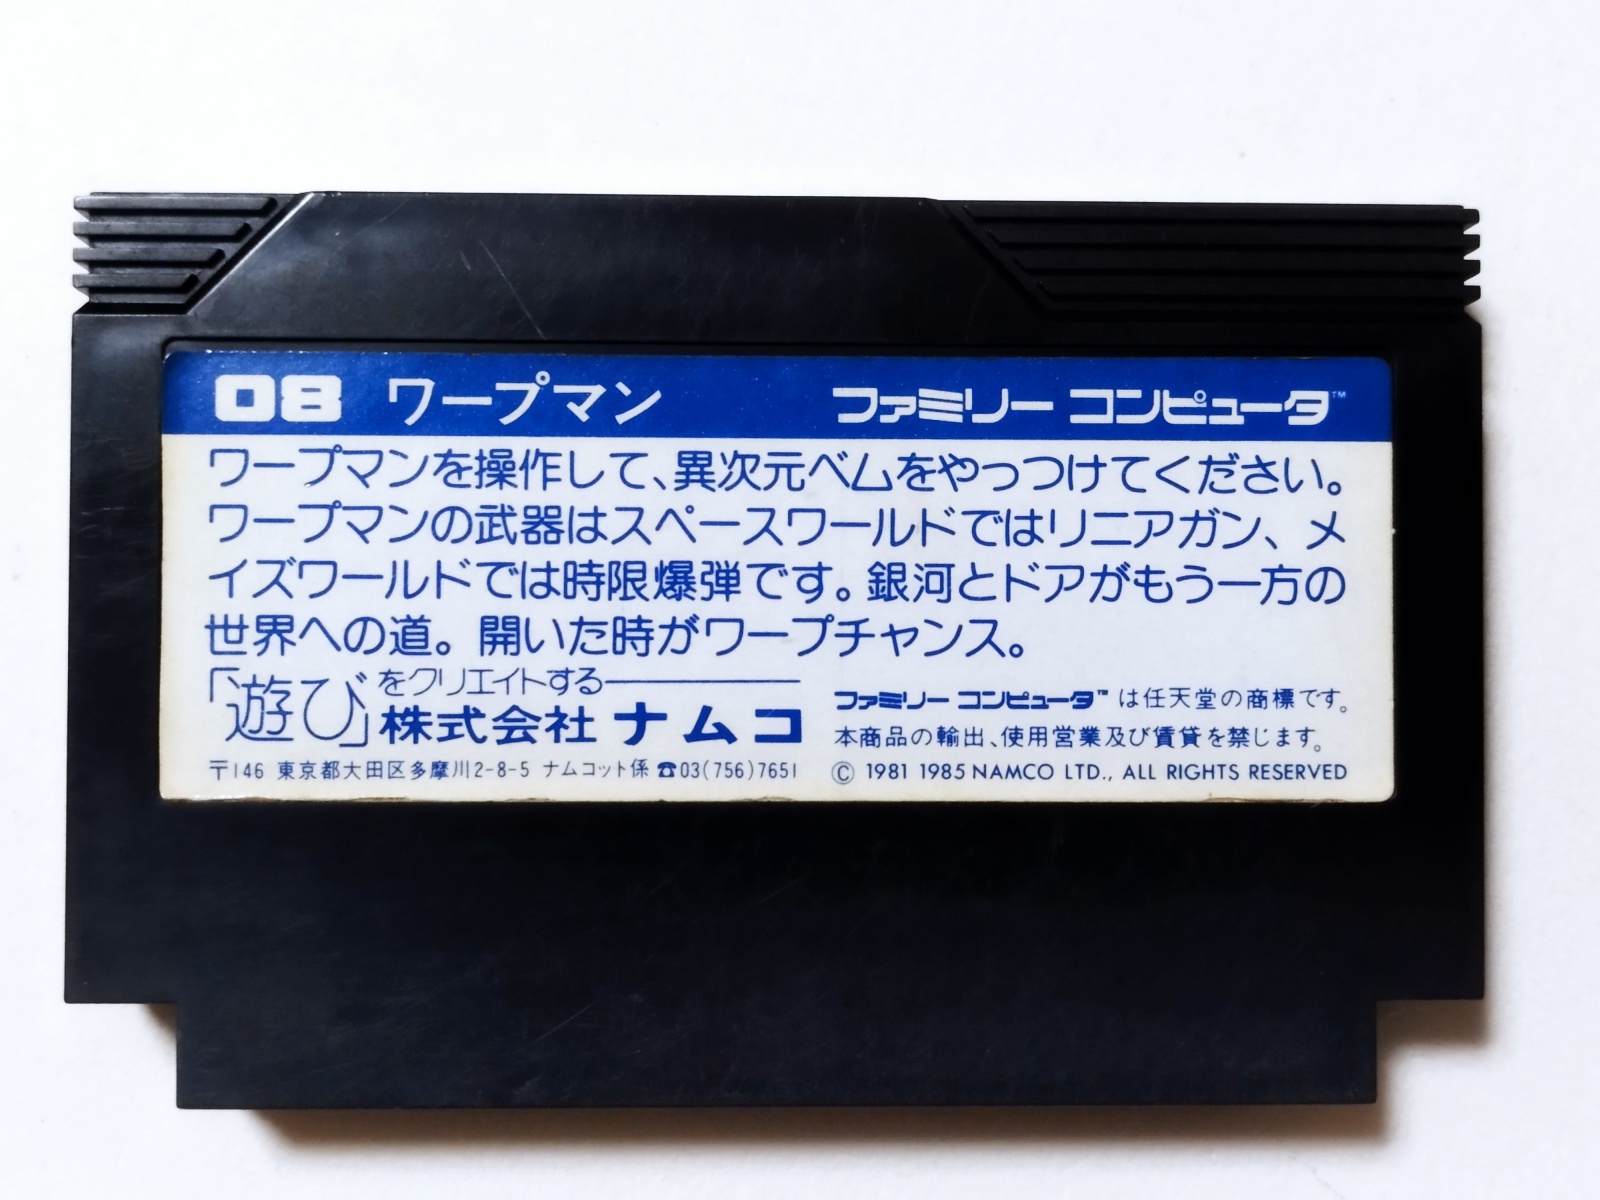 08 ワープマン ファミリー コンピュータ™
ワープマンを操作して、異次元ベムをやっつけてください。
ワープマンの武器はスペースワールドではリニアガン、メ
イズワールドでは時限爆弾です。銀河とドアがもう一方の
世界への道。開いた時がワープチャンス。
「遊び」をクリエイトする
株式会社 ナムコ
〒146 東京都大田区多摩川2-8-5 ナムコット係 ☎03(756)7651
ファミリー コンピュータ™は任天堂の商標です。
本商品の輸出、使用営業及び賃貸を禁じます。
© 1981 1985 NAMCO LTD., ALL RIGHTS RESERVED